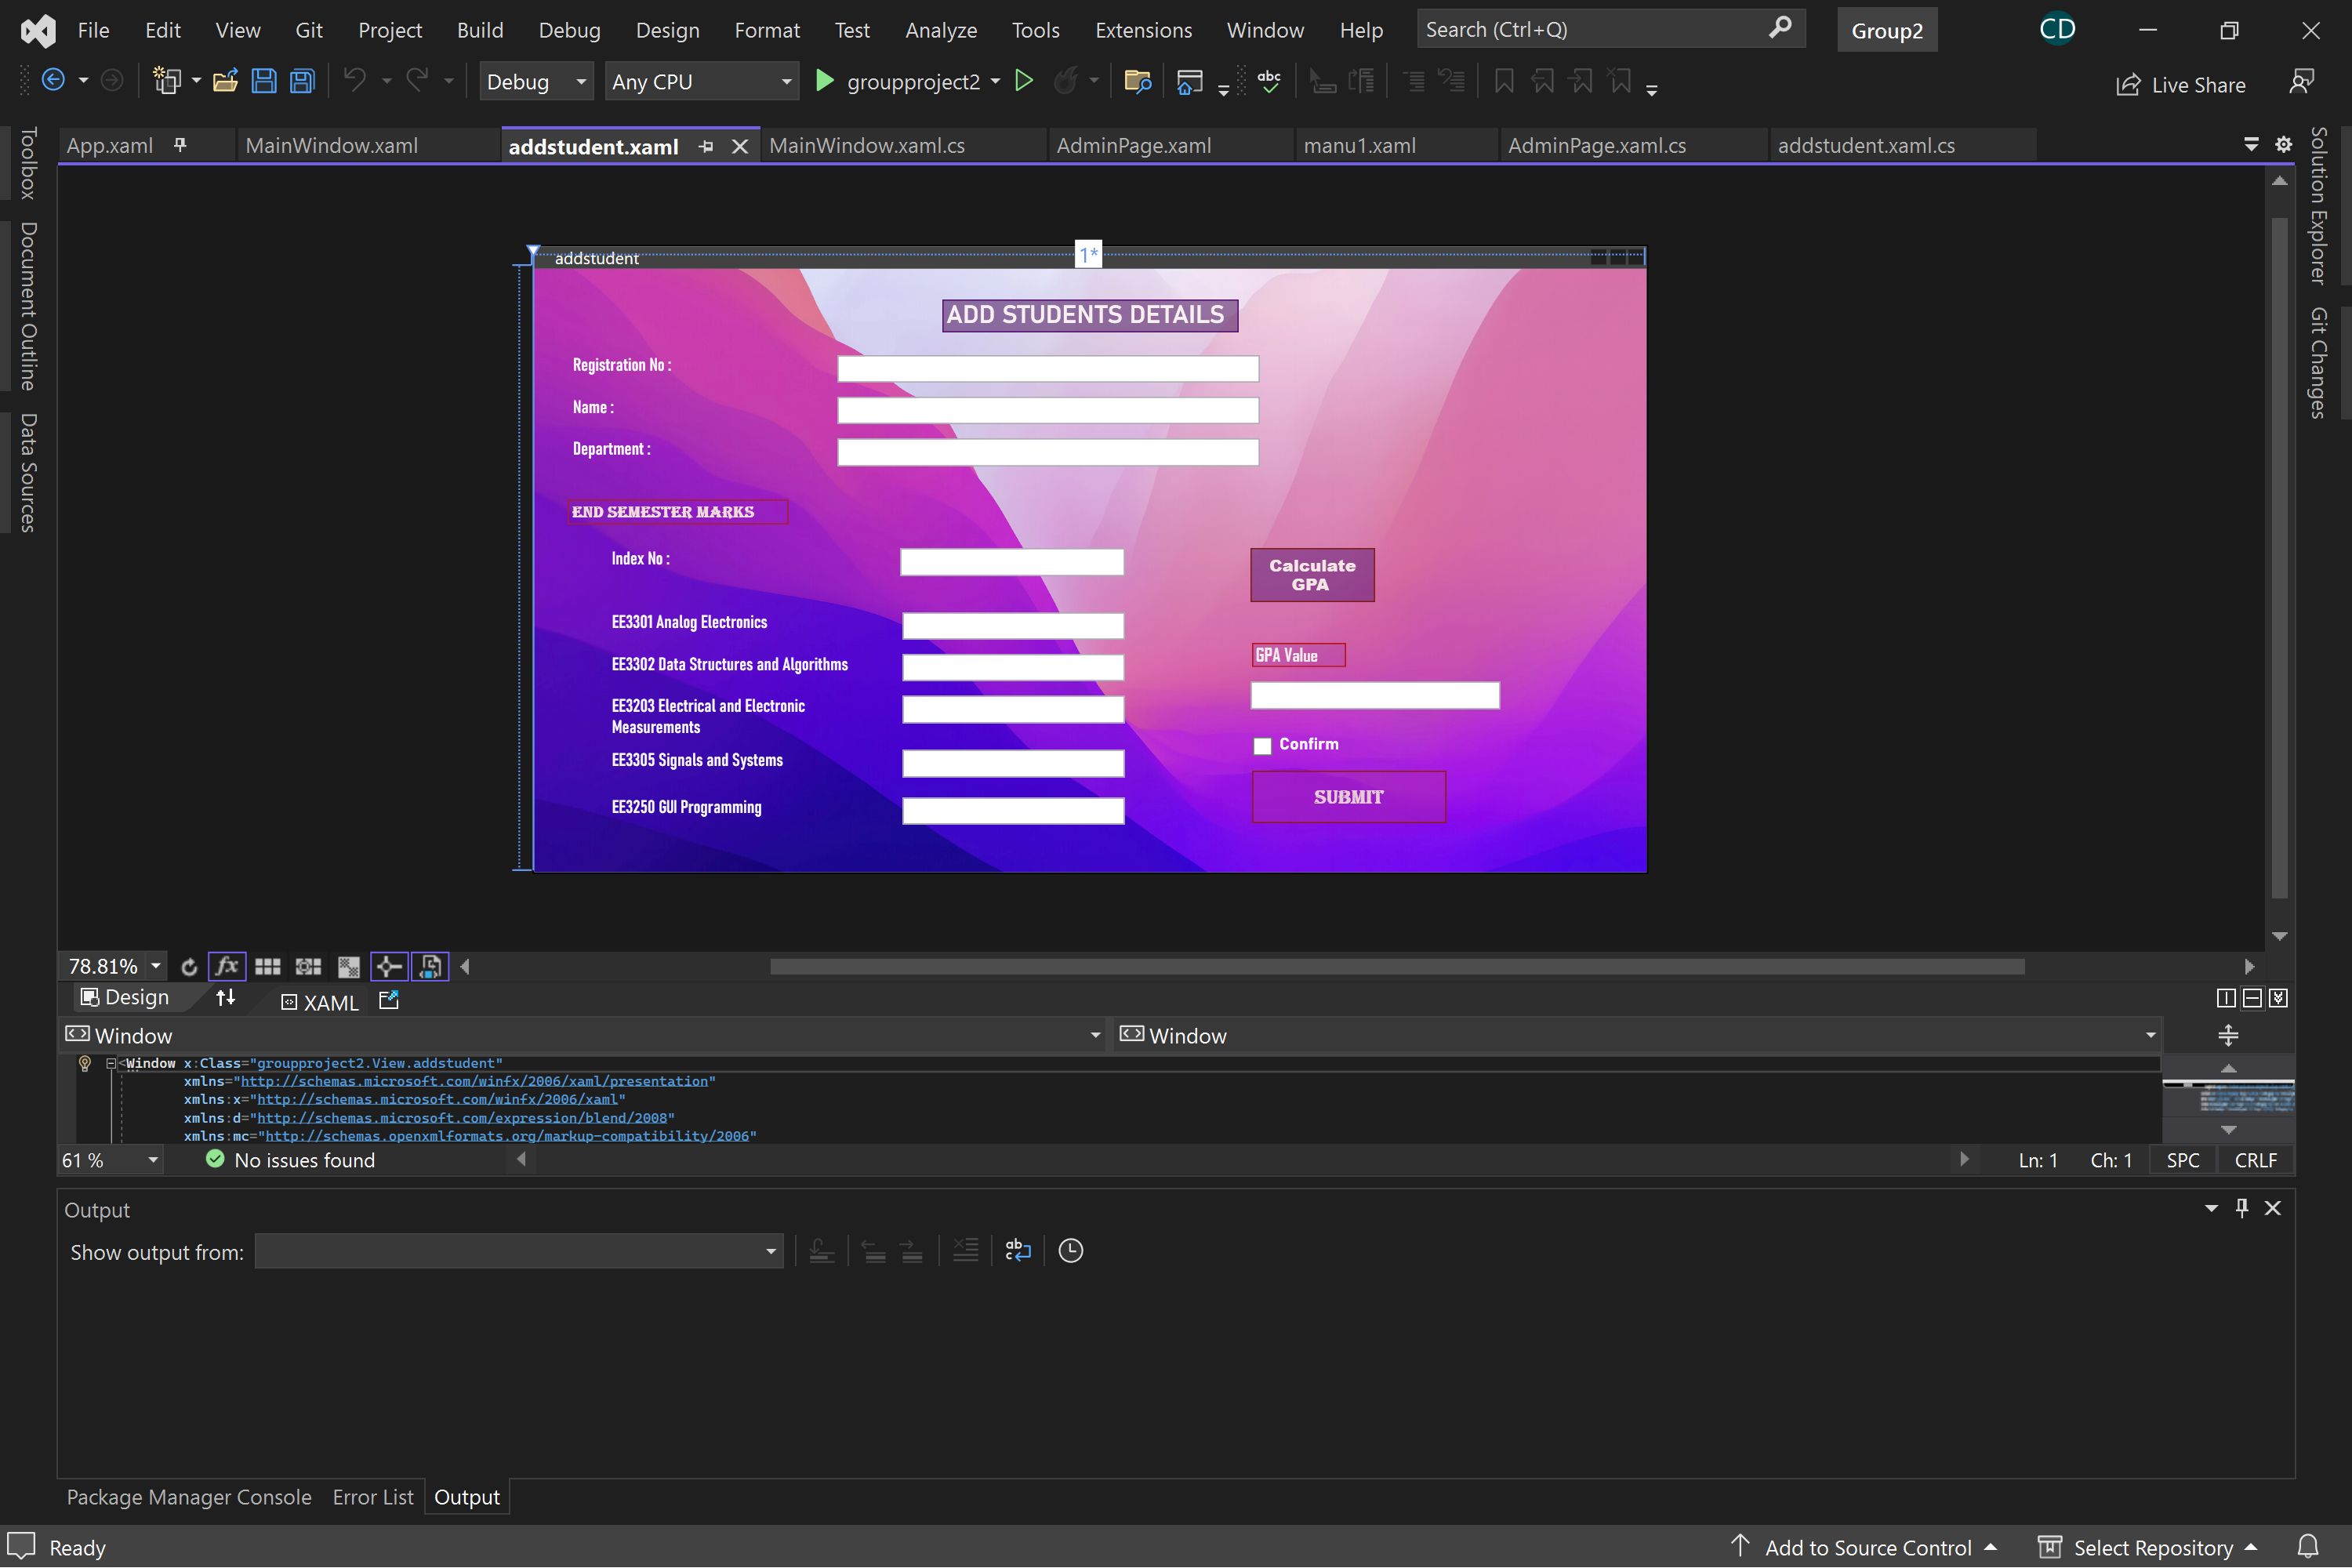 File Edit View Git Project Build Debug Design Format Test Analyze Tools Extensions Window Help Search (Ctrl+Q) Group2 CD
Debug Any CPU groupproject2 abc Live Share
App.xaml MainWindow.xaml addstudent.xaml MainWindow.xaml.cs AdminPage.xaml manu1.xaml AdminPage.xaml.cs addstudent.xaml.cs
Toolbox
Document Outline
Data Sources
Solution Explorer
Git Changes
1*
addstudent
ADD STUDENTS DETAILS
Registration No :
Name :
Department :
END SEMESTER MARKS
Index No :
Calculate
GPA
EE3301 Analog Electronics
GPA Value
EE3302 Data Structures and Algorithms
EE3203 Electrical and Electronic
Measurements
Confirm
EE3305 Signals and Systems
SUBMIT
EE3250 GUI Programming
78.81% fx
Design XAML
Window Window
<Window x:Class="groupproject2.View.addstudent"
xmlns="http://schemas.microsoft.com/winfx/2006/xaml/presentation"
xmlns:x="http://schemas.microsoft.com/winfx/2006/xaml"
xmlns:d="http://schemas.microsoft.com/expression/blend/2008"
xmlns:mc="http://schemas.openxmlformats.org/markup-compatibility/2006"
61 % No issues found Ln: 1 Ch: 1 SPC CRLF
Output
Show output from:
Package Manager Console Error List Output
Ready Add to Source Control Select Repository